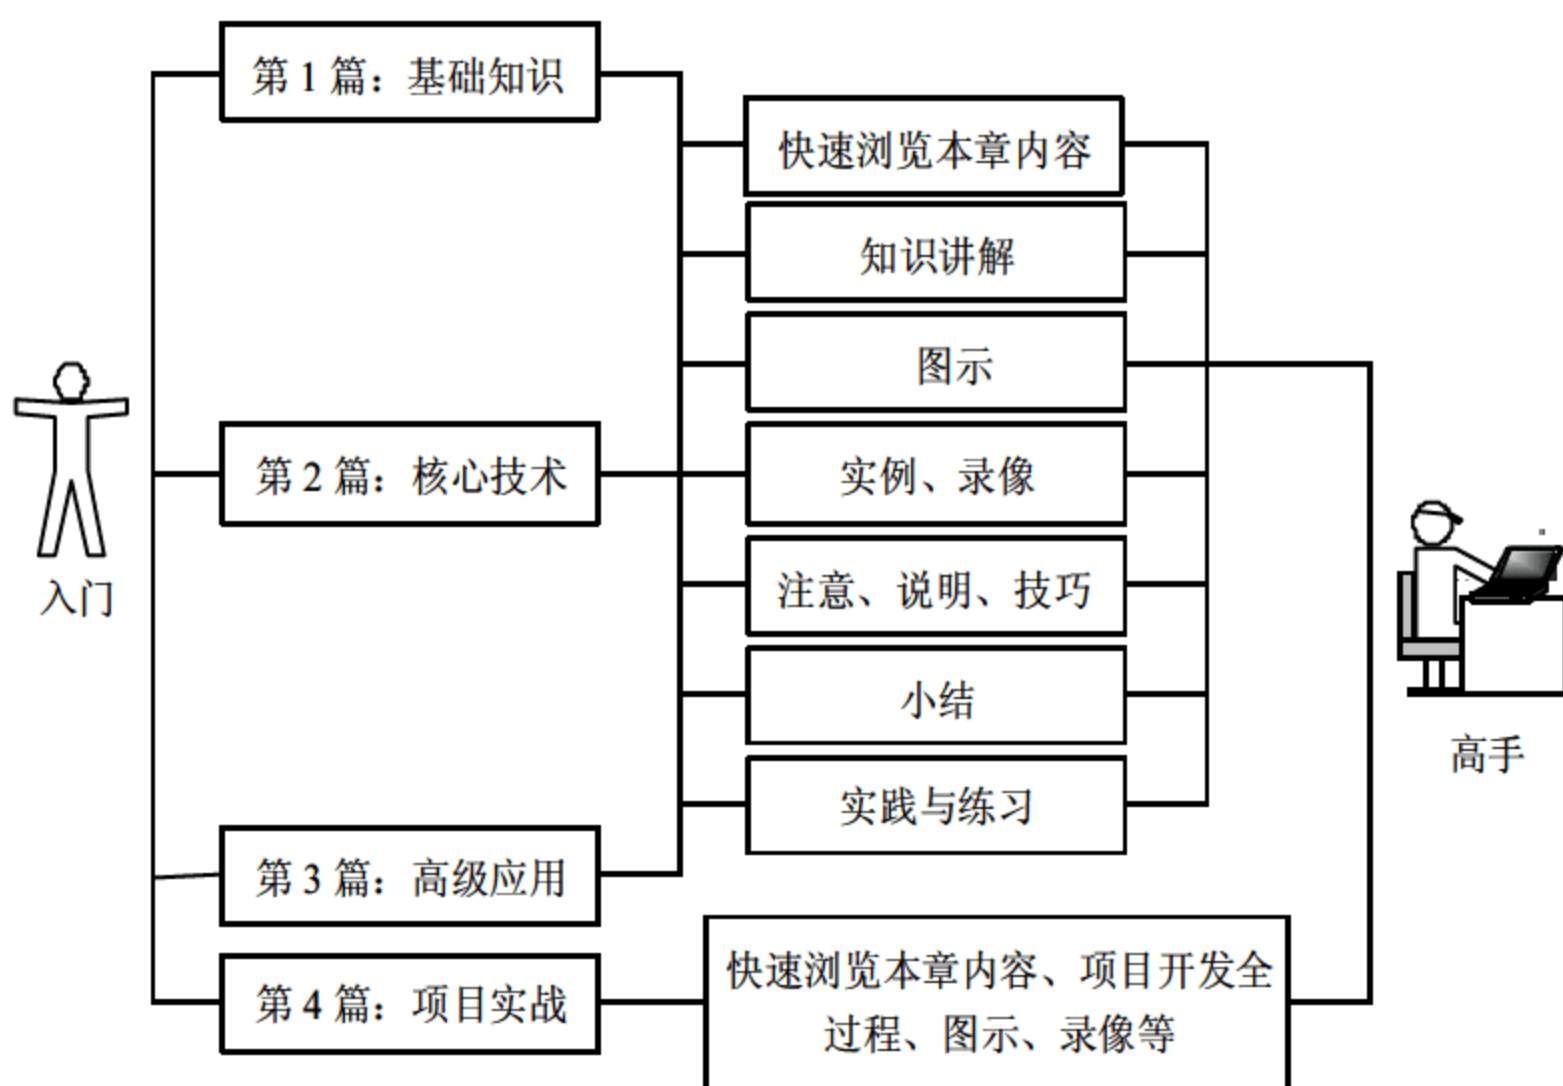 第 1 篇：基础知识
快速浏览本章内容
知识讲解
图示
第 2 篇：核心技术
实例、录像
注意、说明、技巧
入门
小结
高手
实践与练习
第 3 篇：高级应用
第 4 篇：项目实战
快速浏览本章内容、项目开发全
过程、图示、录像等